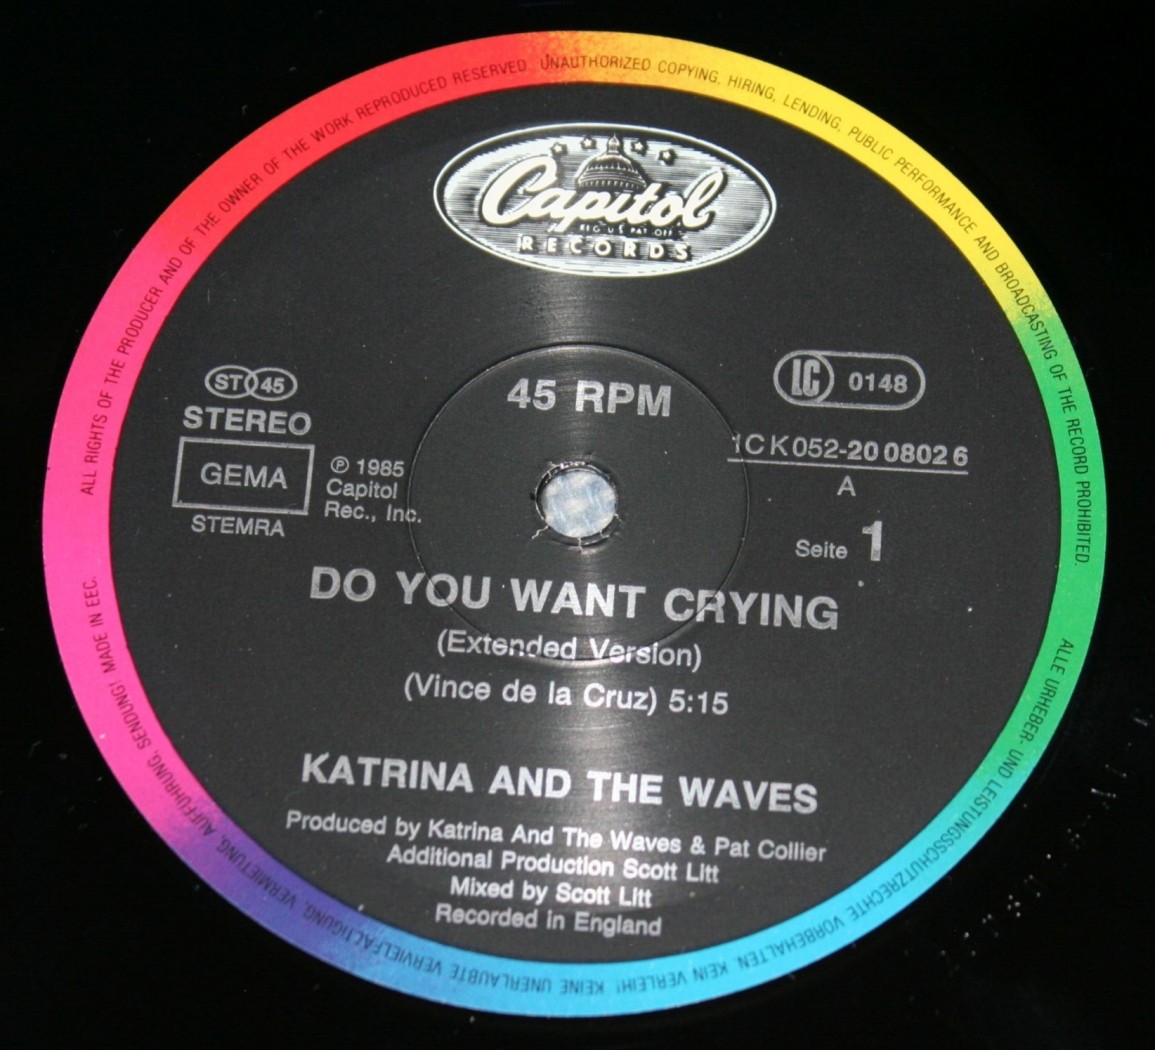 ALL RIGHTS OF THE PRODUCER AND OF THE OWNER OF THE WORK REPRODUCED RESERVED. UNAUTHORIZED COPYING, HIRING, LENDING, PUBLIC PERFORMANCE AND BROADCASTING OF THE RECORD PROHIBITED.
Capitol
REG. U.S. PAT. OFF.
RECORDS
45 RPM
ST 45
STEREO
GEMA
STEMRA
℗ 1985
Capitol
Rec., Inc.
LC 0148
1C K 052-20 0802 6
A
Seite 1
DO YOU WANT CRYING
(Extended Version)
(Vince de la Cruz) 5:15
KATRINA AND THE WAVES
Produced by Katrina And The Waves & Pat Collier
Additional Production Scott Litt
Mixed by Scott Litt
Recorded in England
ALLE URHEBER- UND LEISTUNGSSCHUTZRECHTE VORBEHALTEN. KEIN VERLEIH! KEINE UNERLAUBTE VERVIELFÄLTIGUNG, VERMIETUNG, AUFFÜHRUNG, SENDUNG! MADE IN EEC.